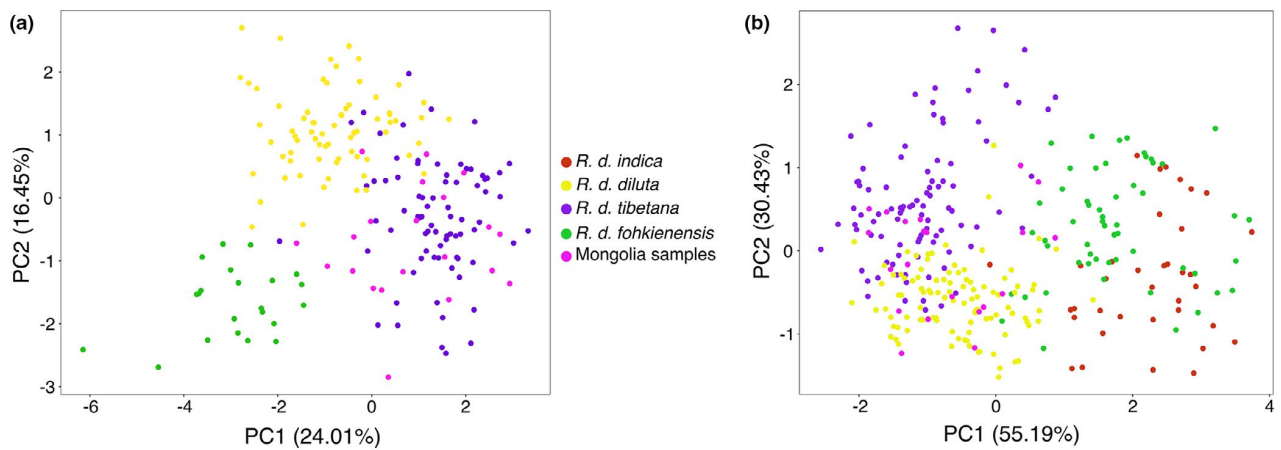 (a)
2
1
0
-1
-2
-3
PC2 (16.45%)
-6
-4
-2
0
2
PC1 (24.01%)
R. d. indica
R. d. diluta
R. d. tibetana
R. d. fohkienensis
Mongolia samples
(b)
2
1
0
-1
PC2 (30.43%)
-2
0
2
4
PC1 (55.19%)